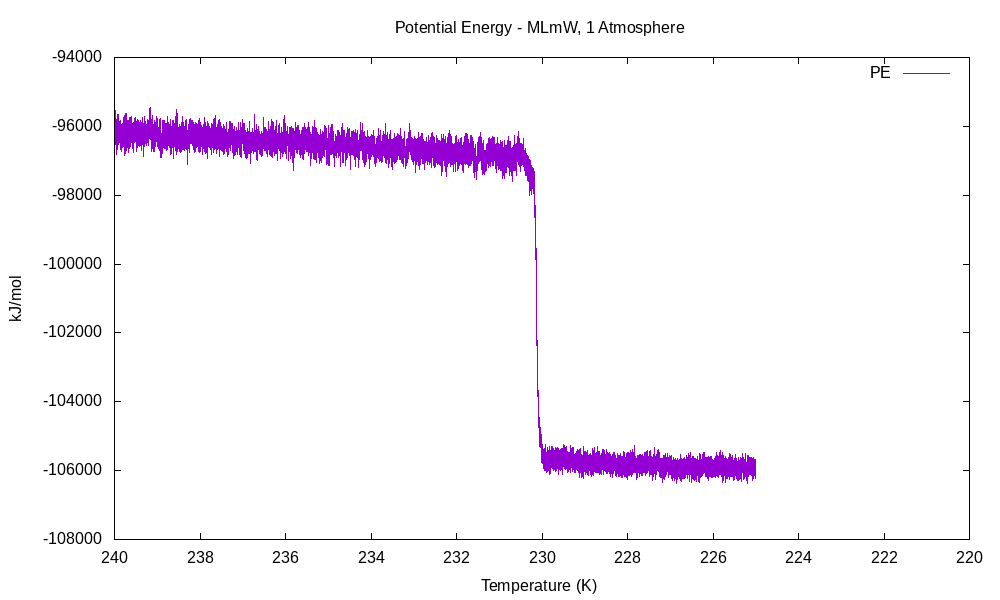 Potential Energy - MLmW, 1 Atmosphere
PE
-94000
-96000
-98000
-100000
-102000
-104000
-106000
-108000
kJ/mol
240 238 236 234 232 230 228 226 224 222 220
Temperature (K)